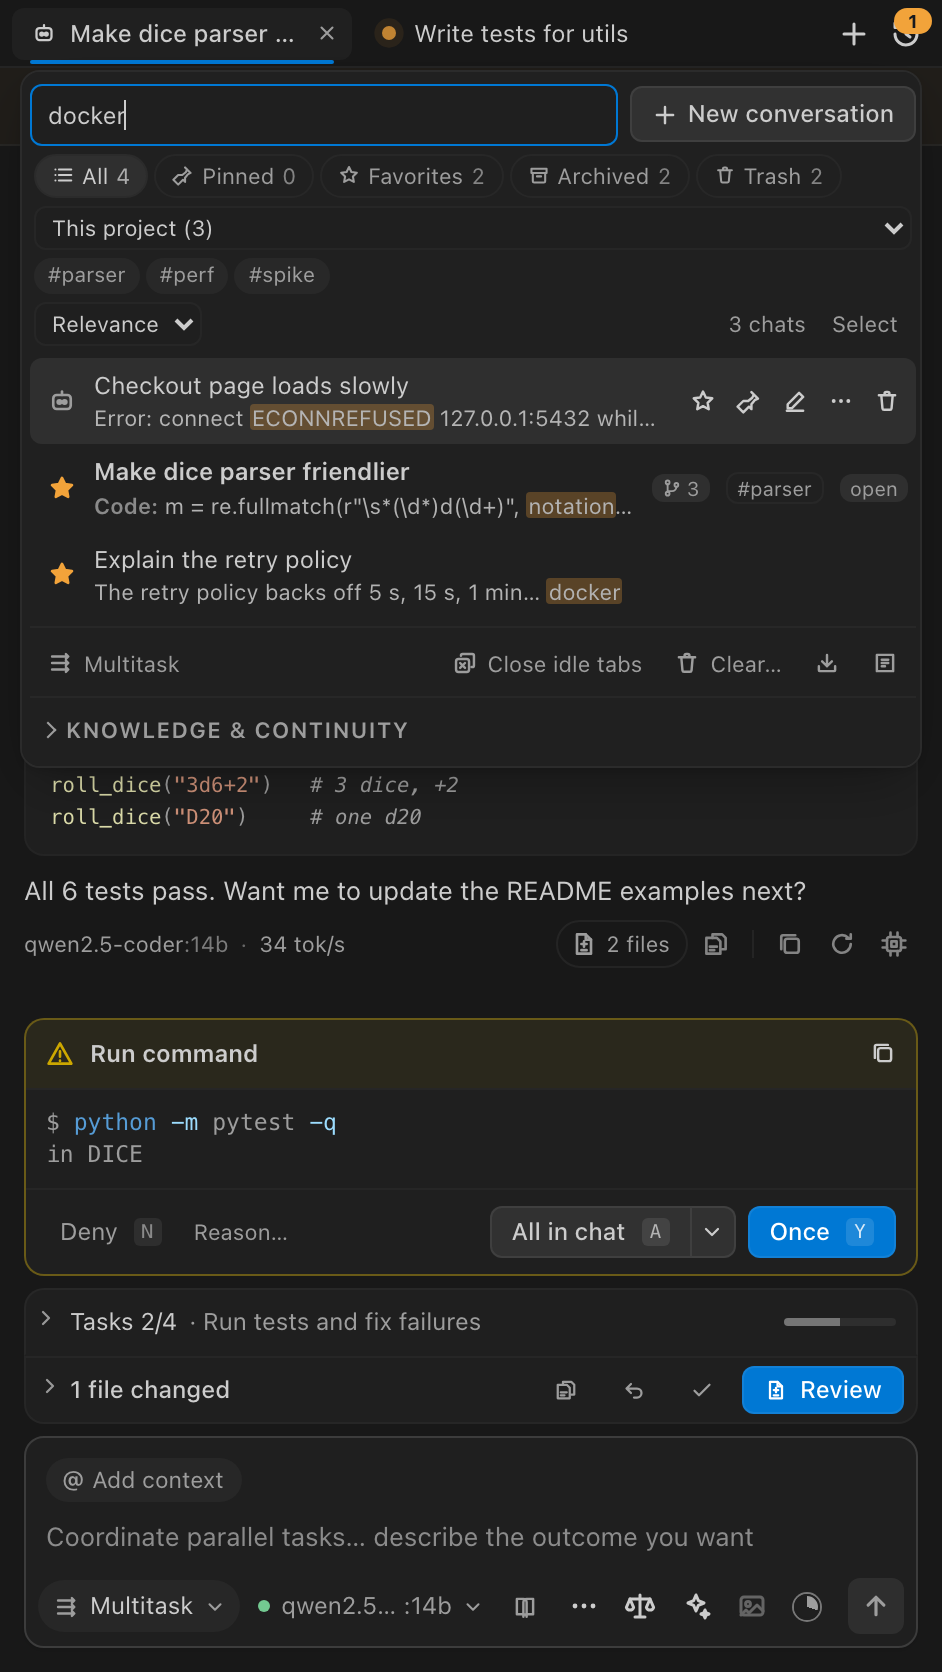 Make dice parser ...
Write tests for utils
1
docker
New conversation
All 4
Pinned 0
Favorites 2
Archived 2
Trash 2
This project (3)
#parser
#perf
#spike
Relevance
3 chats
Select
Checkout page loads slowly
Error: connect ECONNREFUSED 127.0.0.1:5432 whil...
Make dice parser friendlier
Code: m = re.fullmatch(r"\s*(\d*)d(\d+)", notation...
3
#parser
open
Explain the retry policy
The retry policy backs off 5 s, 15 s, 1 min... docker
Multitask
Close idle tabs
Clear...
KNOWLEDGE & CONTINUITY
roll_dice("3d6+2")   # 3 dice, +2
roll_dice("D20")     # one d20
All 6 tests pass. Want me to update the README examples next?
qwen2.5-coder:14b · 34 tok/s
2 files
Run command
$ python -m pytest -q
in DICE
Deny N
Reason...
All in chat A
Once Y
Tasks 2/4 · Run tests and fix failures
1 file changed
Review
@ Add context
Coordinate parallel tasks... describe the outcome you want
Multitask
qwen2.5... :14b